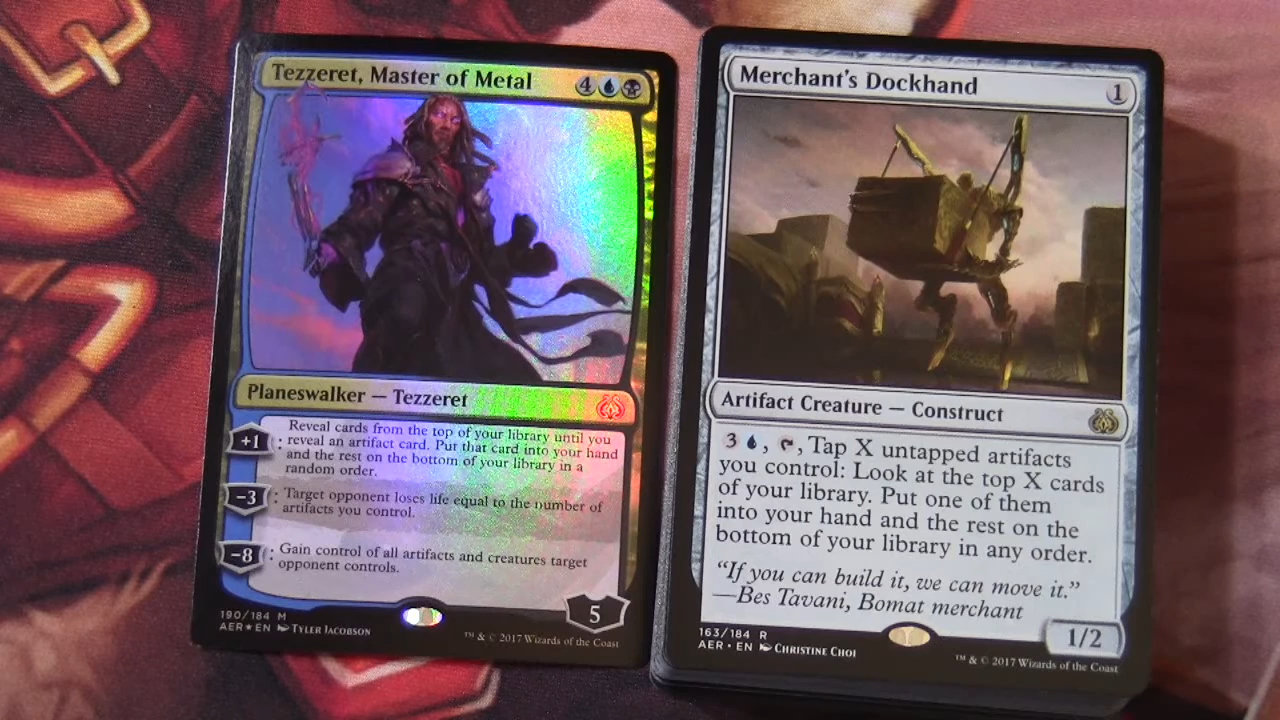 Tezzeret, Master of Metal 4
Planeswalker — Tezzeret
+1 : Reveal cards from the top of your library until you
reveal an artifact card. Put that card into your hand
and the rest on the bottom of your library in a
random order.
-3 : Target opponent loses life equal to the number of
artifacts you control.
-8 : Gain control of all artifacts and creatures target
opponent controls.
5
190/184 M
AER ★ EN Tyler Jacobson
™ & © 2017 Wizards of the Coast
Merchant's Dockhand 1
Artifact Creature — Construct
3 , , Tap X untapped artifacts
you control: Look at the top X cards
of your library. Put one of them
into your hand and the rest on the
bottom of your library in any order.
“If you can build it, we can move it.”
—Bes Tavani, Bomat merchant
1/2
163/184 R
AER • EN Christine Choi
™ & © 2017 Wizards of the Coast